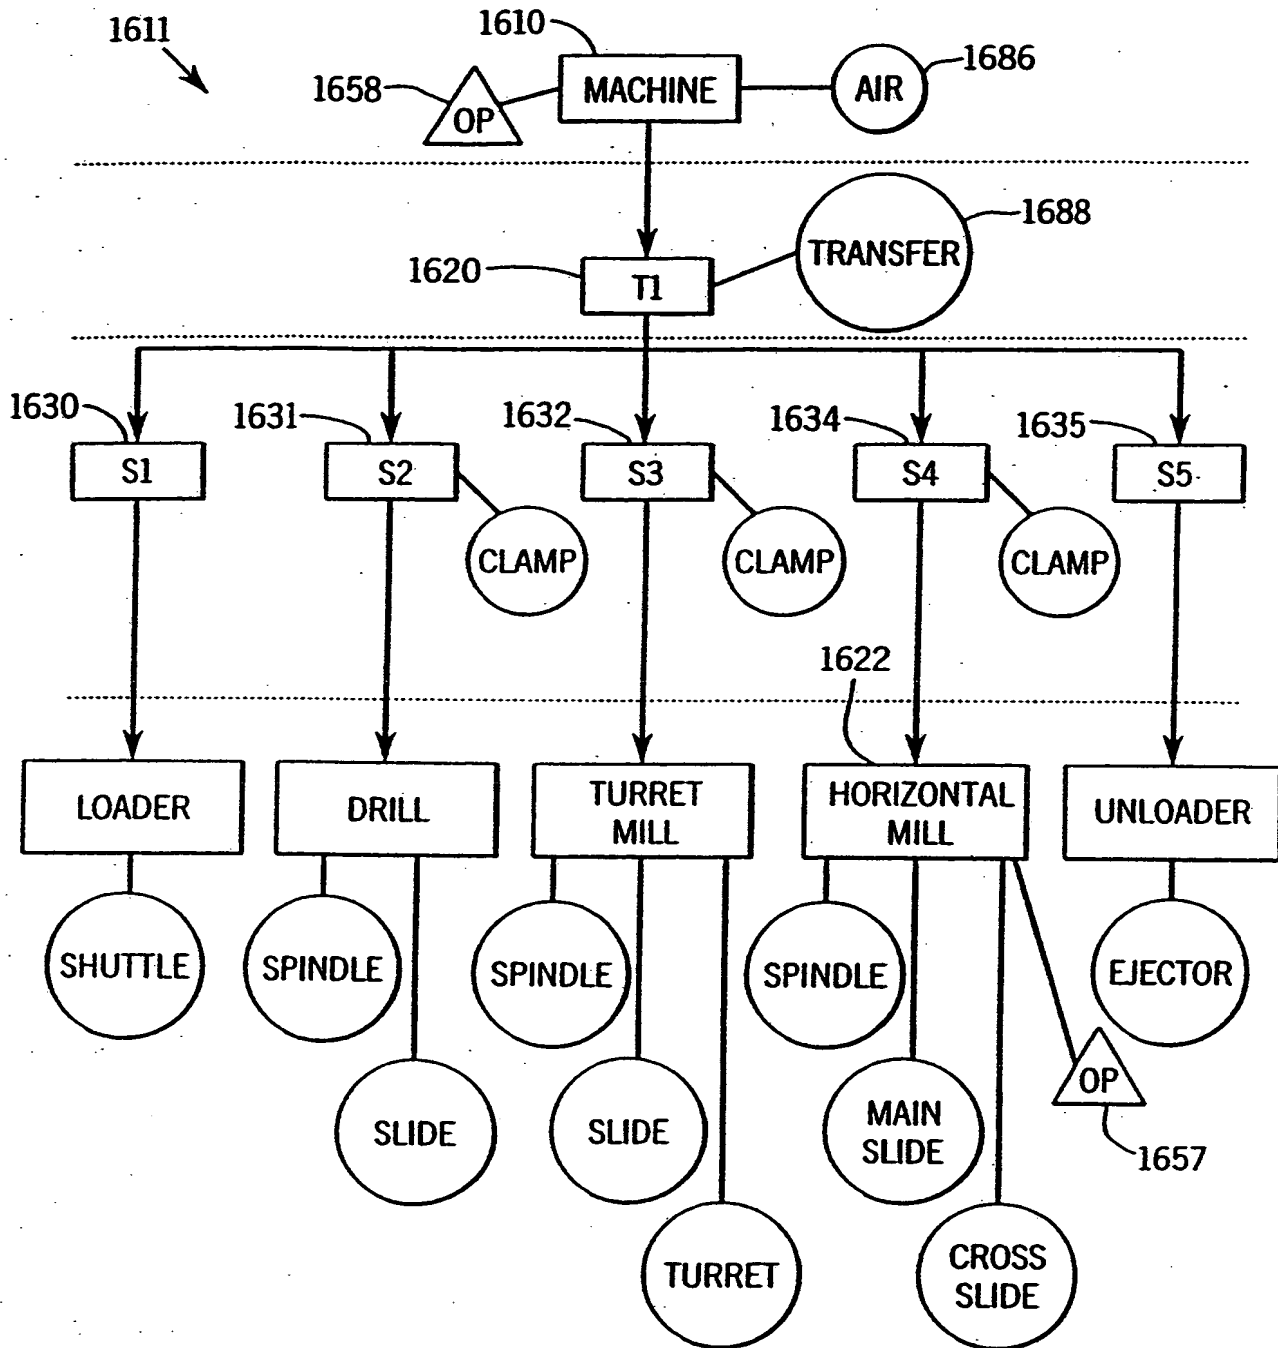 1611
1610
1658
OP
MACHINE
AIR
1686
1688
TRANSFER
1620
T1
1630
1631
1632
1634
1635
S1
S2
S3
S4
S5
CLAMP
CLAMP
CLAMP
1622
LOADER
DRILL
TURRET
MILL
HORIZONTAL
MILL
UNLOADER
SHUTTLE
SPINDLE
SPINDLE
SPINDLE
EJECTOR
OP
SLIDE
SLIDE
MAIN
SLIDE
1657
TURRET
CROSS
SLIDE